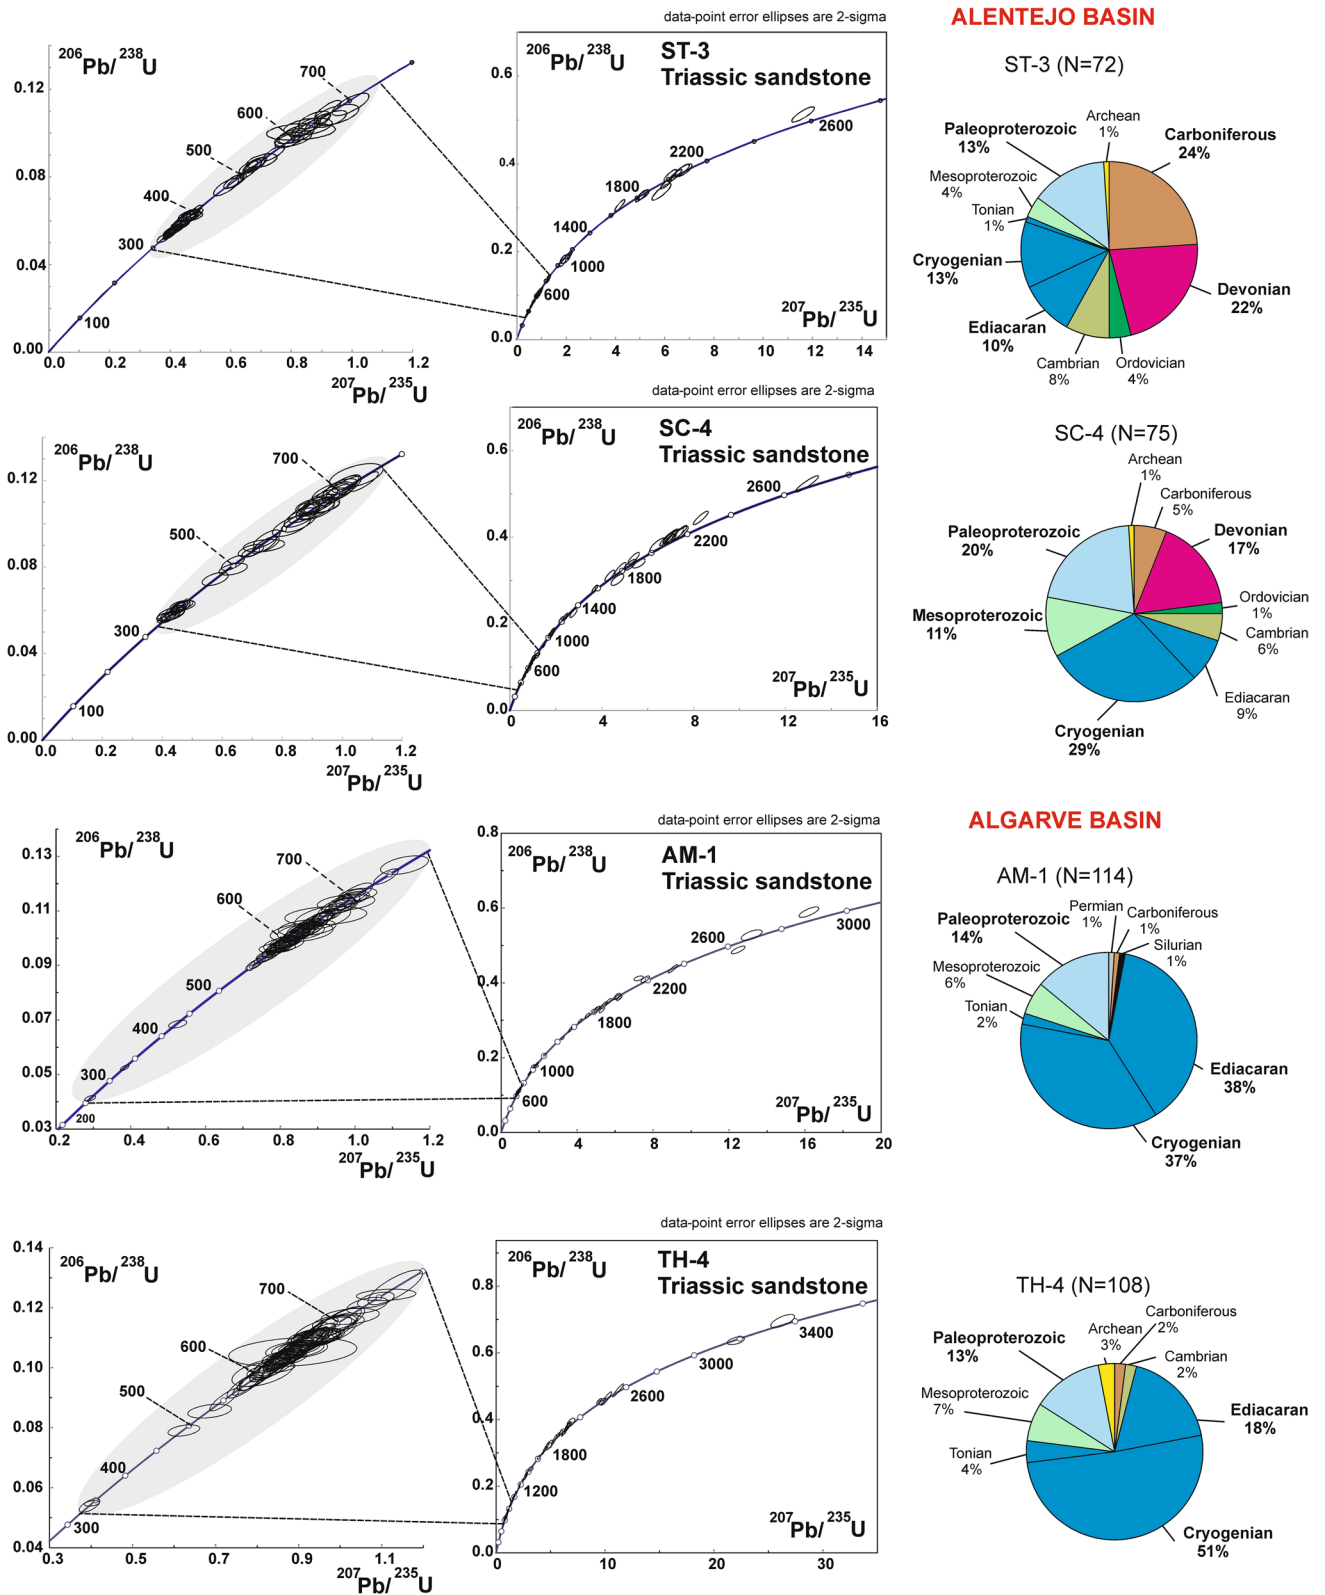 data-point error ellipses are 2-sigma
ALENTEJO BASIN
206Pb/238U
0.12
0.08
0.04
0.00
700
600
500
400
300
100
0.0 0.2 0.4 0.6 0.8 1.0 1.2
207Pb/235U
206Pb/238U
ST-3
Triassic sandstone
0.6
0.4
0.2
0.0
2600
2200
1800
1400
1000
600
207Pb/235U
0 2 4 6 8 10 12 14
ST-3 (N=72)
Archean
1%
Paleoproterozoic
13%
Carboniferous
24%
Mesoproterozoic
4%
Tonian
1%
Cryogenian
13%
Devonian
22%
Ediacaran
10%
Cambrian
8%
Ordovician
4%
data-point error ellipses are 2-sigma
206Pb/238U
0.12
0.08
0.04
0.00
700
500
300
100
0.0 0.2 0.4 0.6 0.8 1.0 1.2
207Pb/235U
206Pb/238U
SC-4
Triassic sandstone
0.6
0.4
0.2
0.0
2600
2200
1800
1400
1000
600
207Pb/235U
0 4 8 12 16
SC-4 (N=75)
Archean
1%
Carboniferous
5%
Paleoproterozoic
20%
Devonian
17%
Ordovician
1%
Mesoproterozoic
11%
Cambrian
6%
Ediacaran
9%
Cryogenian
29%
data-point error ellipses are 2-sigma
ALGARVE BASIN
206Pb/238U
0.13
0.11
0.09
0.07
0.05
0.03
700
600
500
400
300
200
0.2 0.4 0.6 0.8 1.0 1.2
207Pb/235U
206Pb/238U
AM-1
Triassic sandstone
0.8
0.6
0.4
0.2
0.0
3000
2600
2200
1800
1000
600
207Pb/235U
0 4 8 12 16 20
AM-1 (N=114)
Permian
1%
Carboniferous
1%
Paleoproterozoic
14%
Silurian
1%
Mesoproterozoic
6%
Tonian
2%
Ediacaran
38%
Cryogenian
37%
data-point error ellipses are 2-sigma
206Pb/238U
0.14
0.12
0.10
0.08
0.06
0.04
700
600
500
400
300
0.3 0.5 0.7 0.9 1.1
207Pb/235U
206Pb/238U
TH-4
Triassic sandstone
0.8
0.6
0.4
0.2
0.0
3400
3000
2600
1800
1200
207Pb/235U
0 10 20 30
TH-4 (N=108)
Carboniferous
2%
Archean
3%
Paleoproterozoic
13%
Cambrian
2%
Mesoproterozoic
7%
Ediacaran
18%
Tonian
4%
Cryogenian
51%